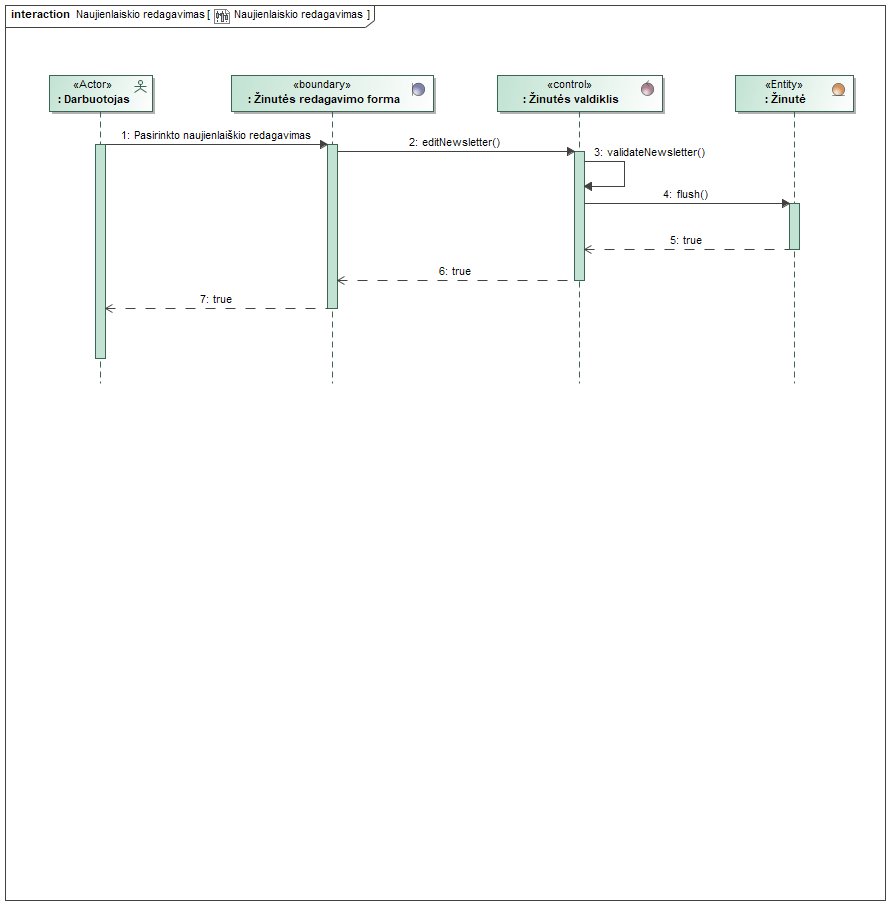 interaction Naujienlaiskio redagavimas [ Naujienlaiskio redagavimas ]
«Actor»
: Darbuotojas
«boundary»
: Žinutės redagavimo forma
«control»
: Žinutės valdiklis
«Entity»
: Žinutė
1: Pasirinkto naujienlaiškio redagavimas
2: editNewsletter()
3: validateNewsletter()
4: flush()
5: true
6: true
7: true